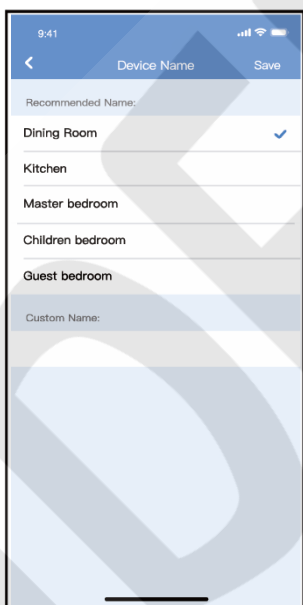 9:41
Device Name Save
Recommended Name:
Dining Room
Kitchen
Master bedroom
Children bedroom
Guest bedroom
Custom Name: